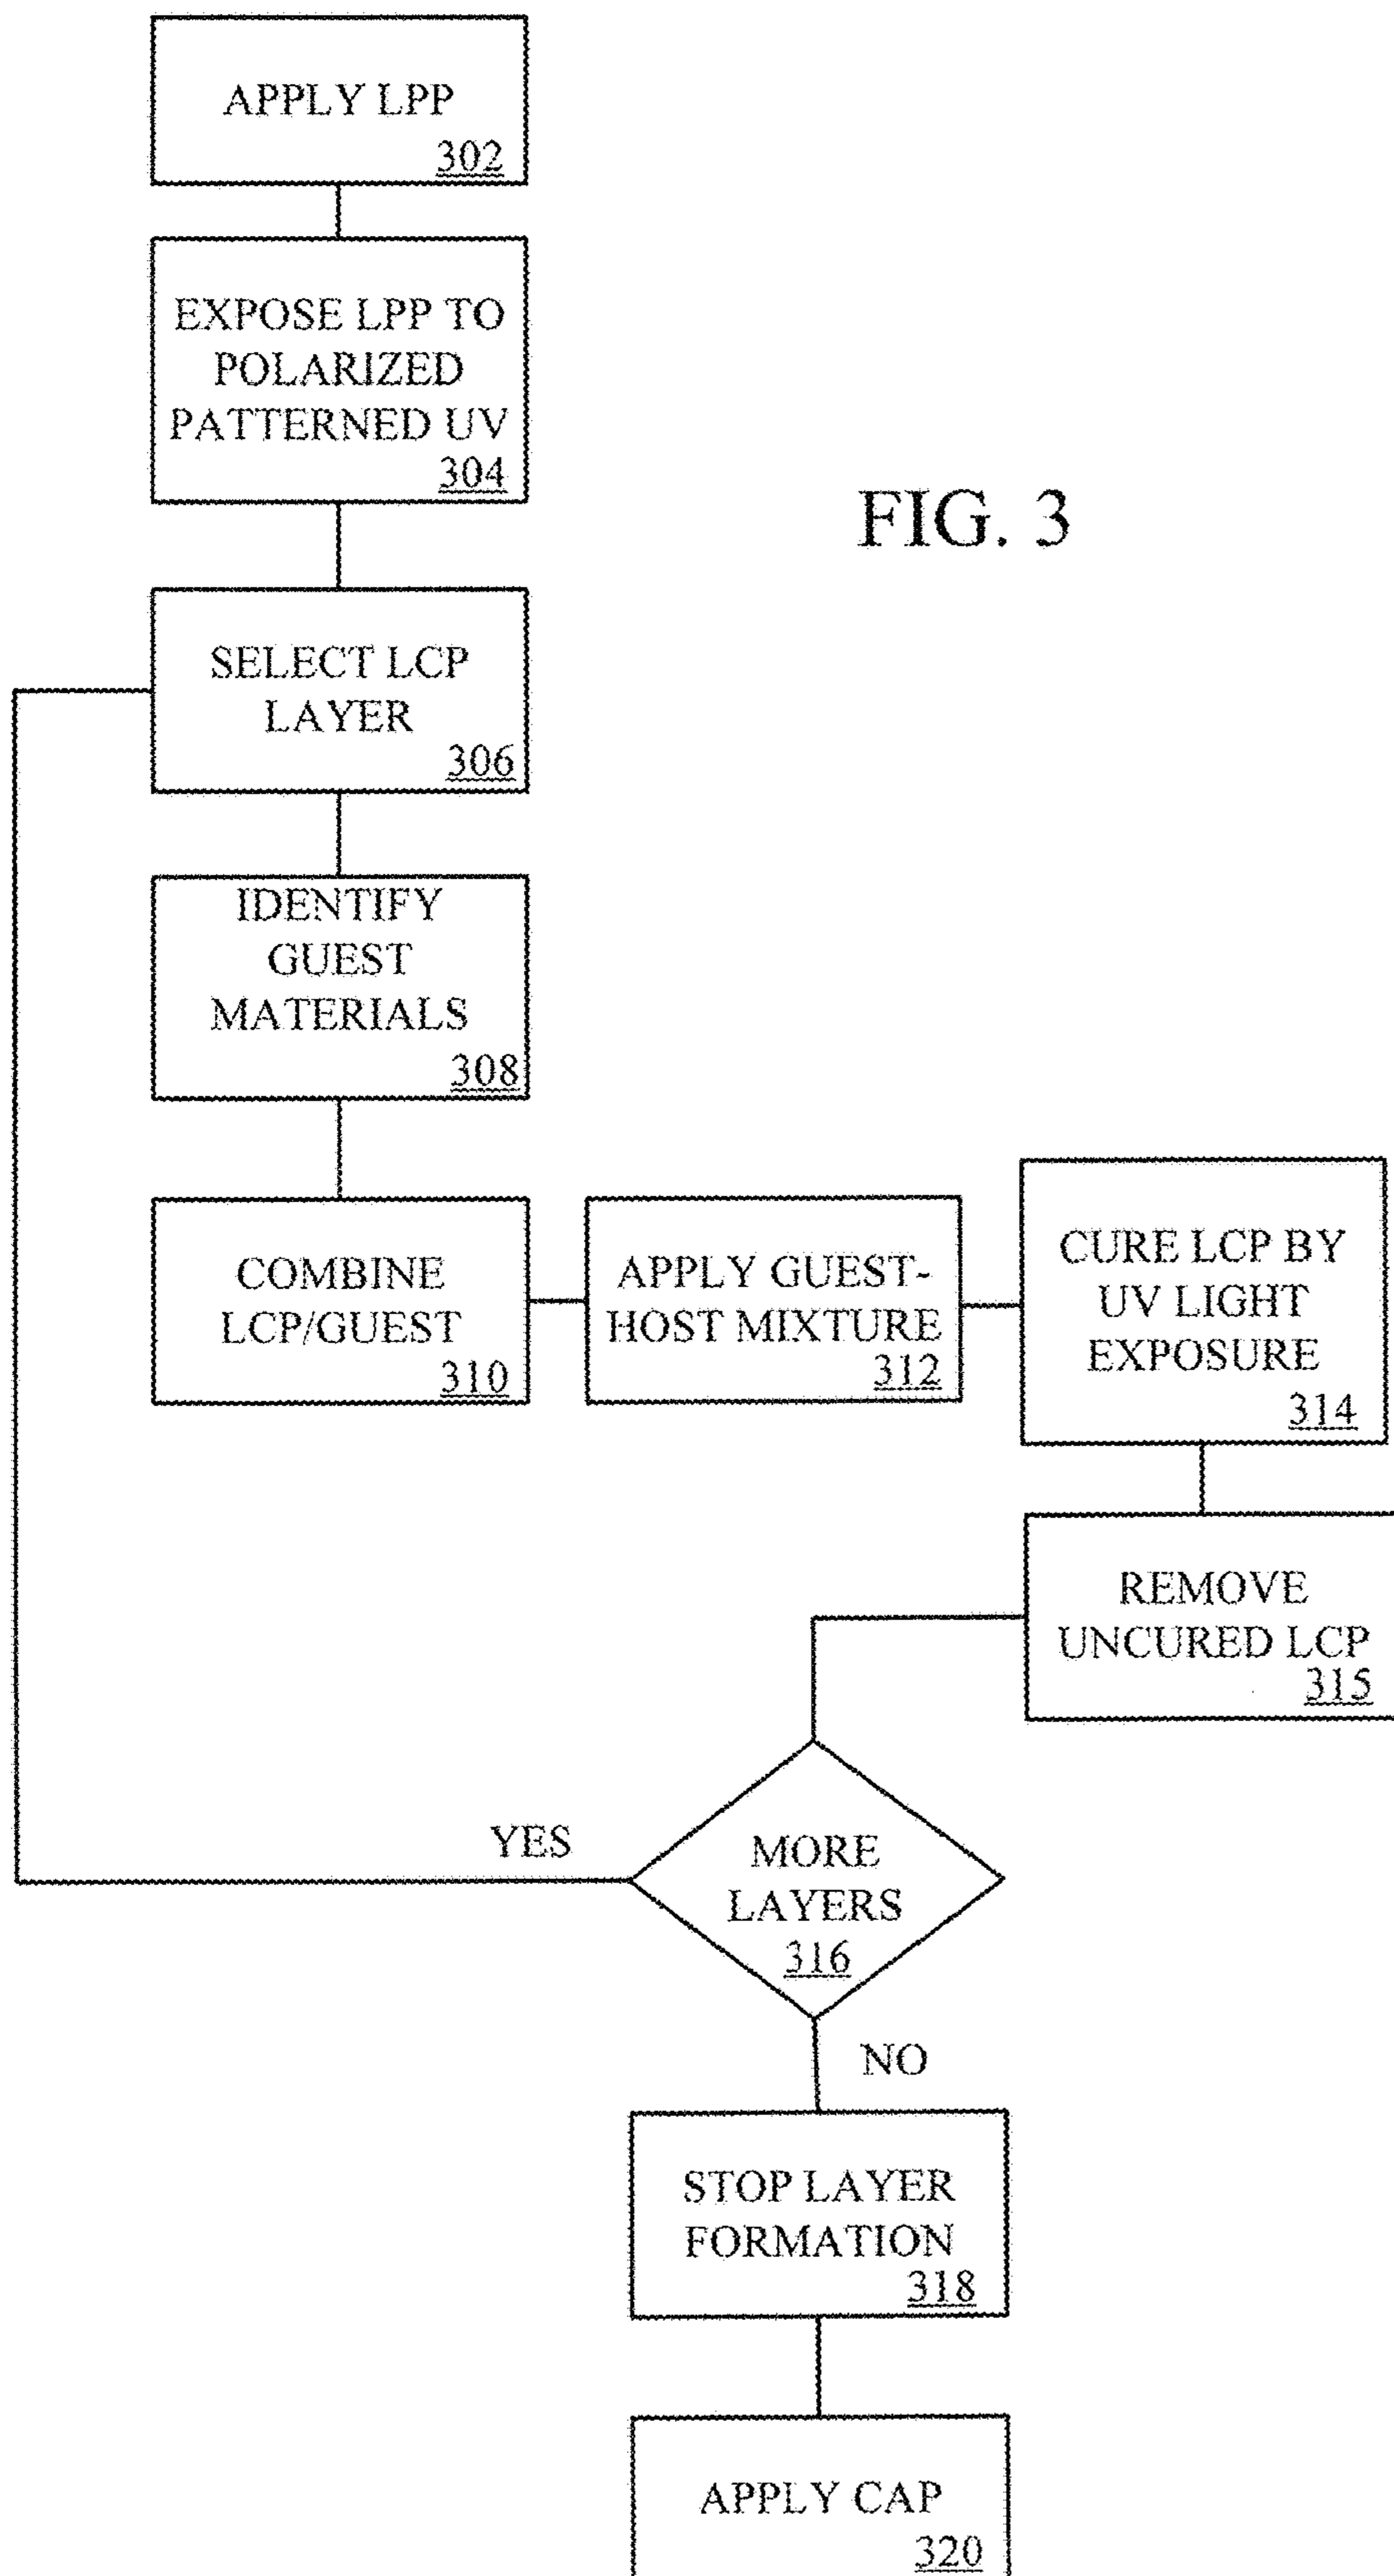 APPLY LPP
302
EXPOSE LPP TO
POLARIZED
PATTERNED UV
304
FIG. 3
SELECT LCP
LAYER
306
IDENTIFY
GUEST
MATERIALS
308
COMBINE
LCP/GUEST
310
APPLY GUEST-
HOST MIXTURE
312
CURE LCP BY
UV LIGHT
EXPOSURE
314
REMOVE
UNCURED LCP
315
MORE
LAYERS
316
YES
NO
STOP LAYER
FORMATION
318
APPLY CAP
320